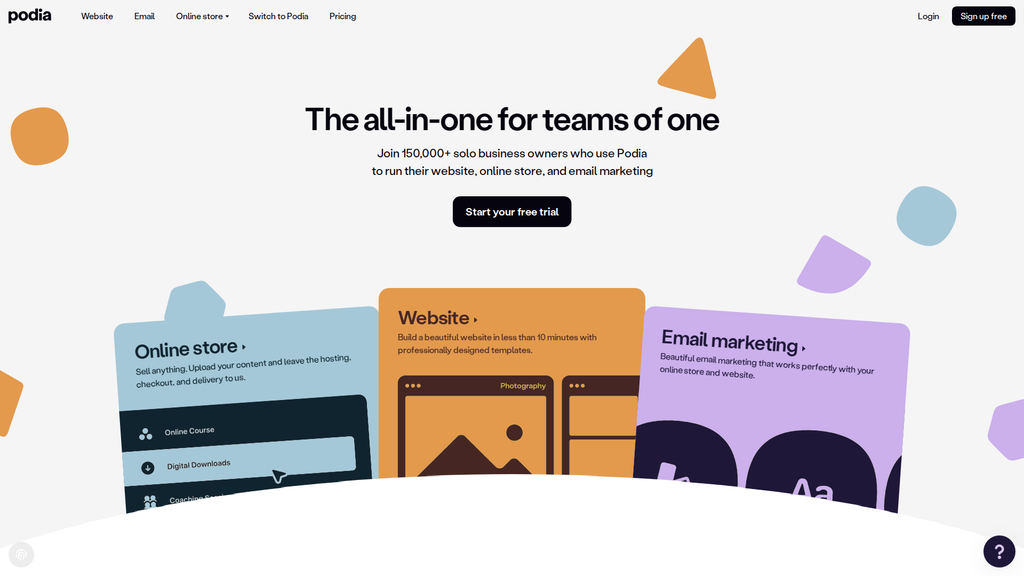 podia
Website
Email
Online store
Switch to Podia
Pricing
Login
Sign up free
The all-in-one for teams of one
Join 150,000+ solo business owners who use Podia
to run their website, online store, and email marketing
Start your free trial
Online store
Sell anything. Upload your content and leave the hosting,
checkout, and delivery to us.
Online Course
Digital Downloads
Coaching
Website
Build a beautiful website in less than 10 minutes with
professionally designed templates.
Photography
Email marketing
Beautiful email marketing that works perfectly with your
online store and website.
Aa
?